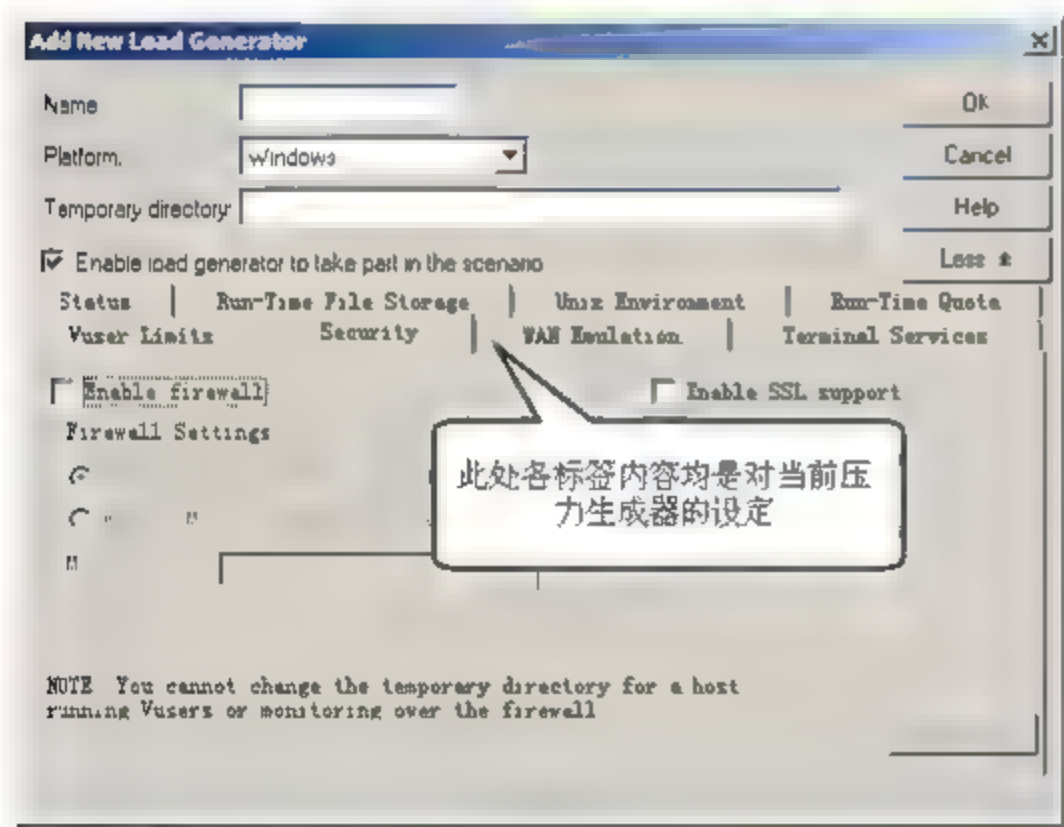 Add New Load Generator
Name
OK
Platform.
Windows
Cancel
Temporary directory:
Help
Enable load generator to take part in the scenario
Less
Status
Run-Time File Storage
Unix Environment
Run-Time Quota
Vuser Limits
Security
WAN Emulation
Terminal Services
Enable firewall
Enable SSL support
Firewall Settings
此处各标签内容均是对当前压
力生成器的设定
NOTE You cannot change the temporary directory for a host
running Vusers or monitoring over the firewall